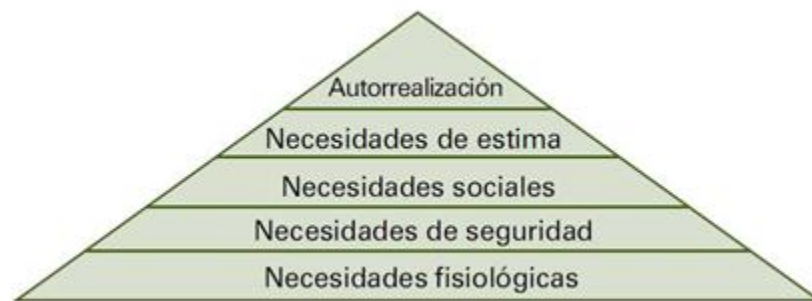 Autorrealización
Necesidades de estima
Necesidades sociales
Necesidades de seguridad
Necesidades fisiológicas